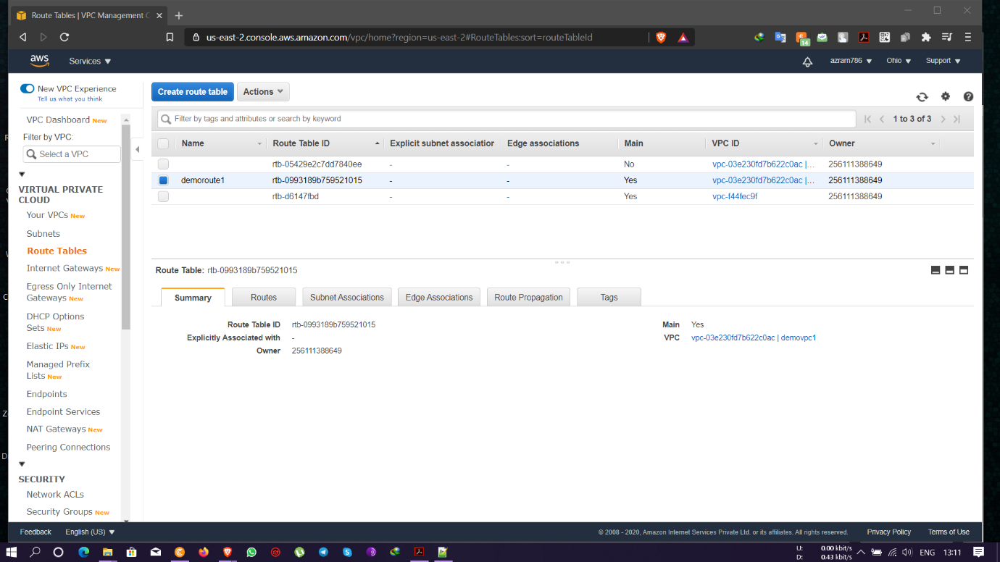 Route Tables | VPC Management C
us-east-2.console.aws.amazon.com/vpc/home?region=us-east-2#RouteTables:sort=routeTableId
14
aws
Services
azram786
Ohio
Support
New VPC Experience
Tell us what you think
VPC Dashboard New
Filter by VPC:
Select a VPC
VIRTUAL PRIVATE
CLOUD
Your VPCs New
Subnets
Route Tables
Internet Gateways New
Egress Only Internet
Gateways New
DHCP Options
Sets New
Elastic IPs New
Managed Prefix
Lists New
Endpoints
Endpoint Services
NAT Gateways New
Peering Connections
SECURITY
Network ACLs
Security Groups New
Create route table
Actions
Filter by tags and attributes or search by keyword
1 to 3 of 3
Name Route Table ID Explicit subnet association Edge associations Main VPC ID Owner
rtb-05429e2c7dd7840ee - - No vpc-03e230fd7b622c0ac |... 256111388649
demoroute1 rtb-0993189b759521015 - - Yes vpc-03e230fd7b622c0ac |... 256111388649
rtb-d6147fbd - - Yes vpc-f44fec9f 256111388649
Route Table: rtb-0993189b759521015
Summary Routes Subnet Associations Edge Associations Route Propagation Tags
Route Table ID rtb-0993189b759521015 Main Yes
Explicitly Associated with - VPC vpc-03e230fd7b622c0ac | demovpc1
Owner 256111388649
Feedback English (US) © 2008 - 2020, Amazon Internet Services Private Ltd. or its affiliates. All rights reserved. Privacy Policy Terms of Use
U: 0.00 kbit/s
D: 0.43 kbit/s
ENG 13:11